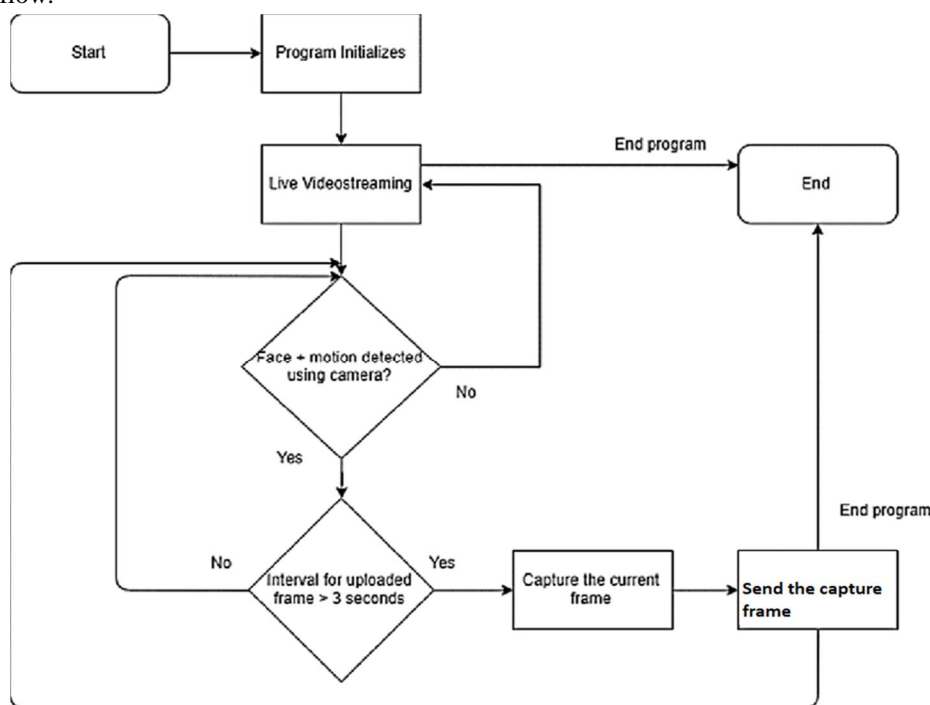 Start
Program Initializes
Live Videostreaming
End program
End
Face + motion detected
using camera?
No
Yes
End program
No
Interval for uploaded
frame > 3 seconds
Yes
Capture the current
frame
Send the capture
frame